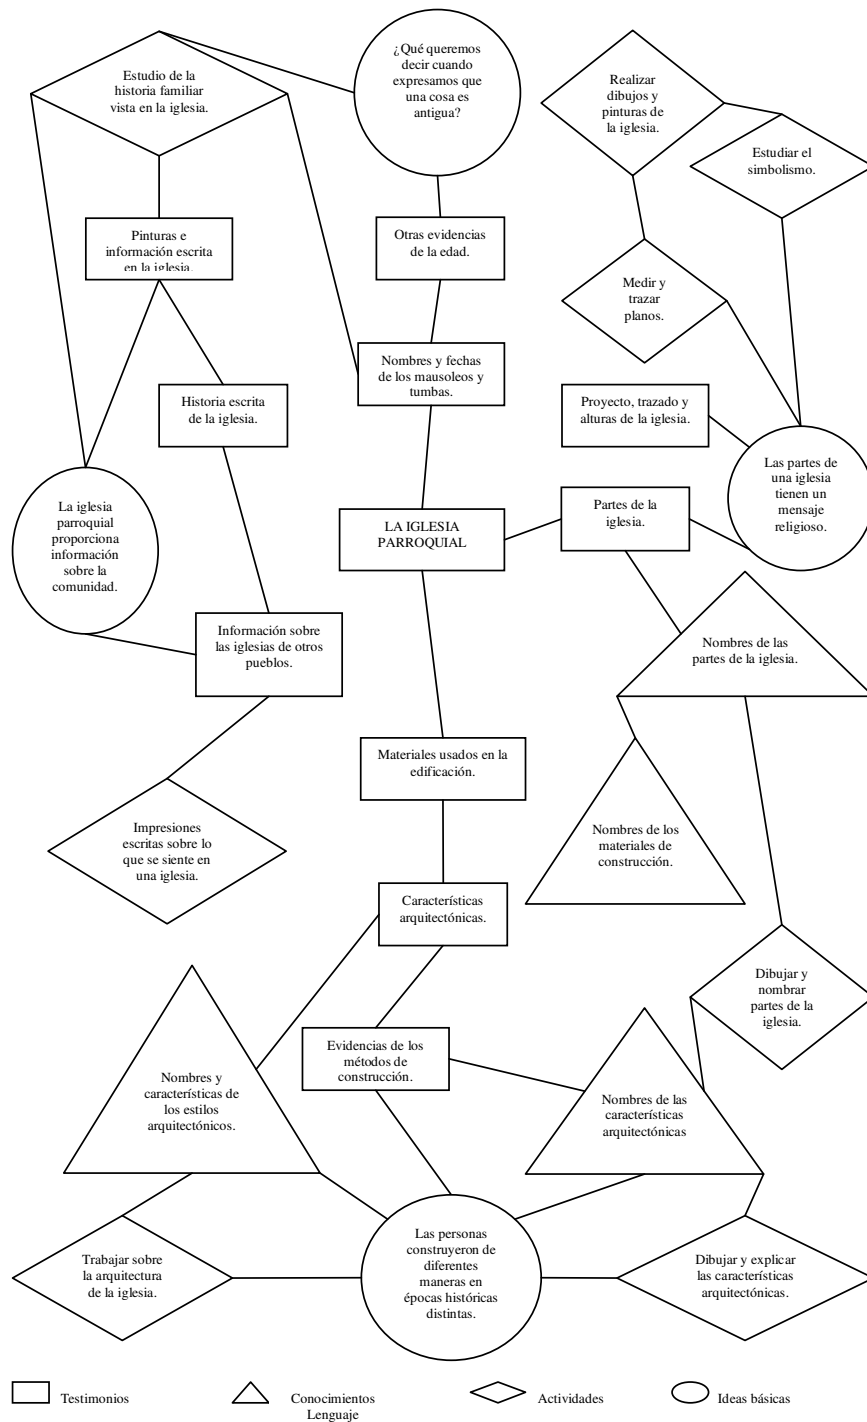 ¿Qué queremos
decir cuando
expresamos que
una cosa es
antigua?
Estudio de la
historia familiar
vista en la iglesia.
Realizar
dibujos y
pinturas de
la iglesia.
Estudiar el
simbolismo.
Pinturas e
información escrita
en la iglesia.
Otras evidencias
de la edad.
Medir y
trazar
planos.
Nombres y fechas
de los mausoleos y
tumbas.
Historia escrita
de la iglesia.
Proyecto, trazado y
alturas de la iglesia.
Las partes de
una iglesia
tienen un
mensaje
religioso.
La iglesia
parroquial
proporciona
información
sobre la
comunidad.
LA IGLESIA
PARROQUIAL
Partes de la
iglesia.
Información sobre
las iglesias de otros
pueblos.
Nombres de las
partes de la iglesia.
Materiales usados en la
edificación.
Impresiones
escritas sobre lo
que se siente en
una iglesia.
Nombres de los
materiales de
construcción.
Características
arquitectónicas.
Dibujar y
nombrar
partes de la
iglesia.
Evidencias de los
métodos de
construcción.
Nombres y
características de
los estilos
arquitectónicos.
Nombres de las
características
arquitectónicas
Las personas
construyeron de
diferentes
maneras en
épocas históricas
distintas.
Trabajar sobre
la arquitectura
de la iglesia.
Dibujar y explicar
las características
arquitectónicas.
Testimonios
Conocimientos
Lenguaje
Actividades
Ideas básicas